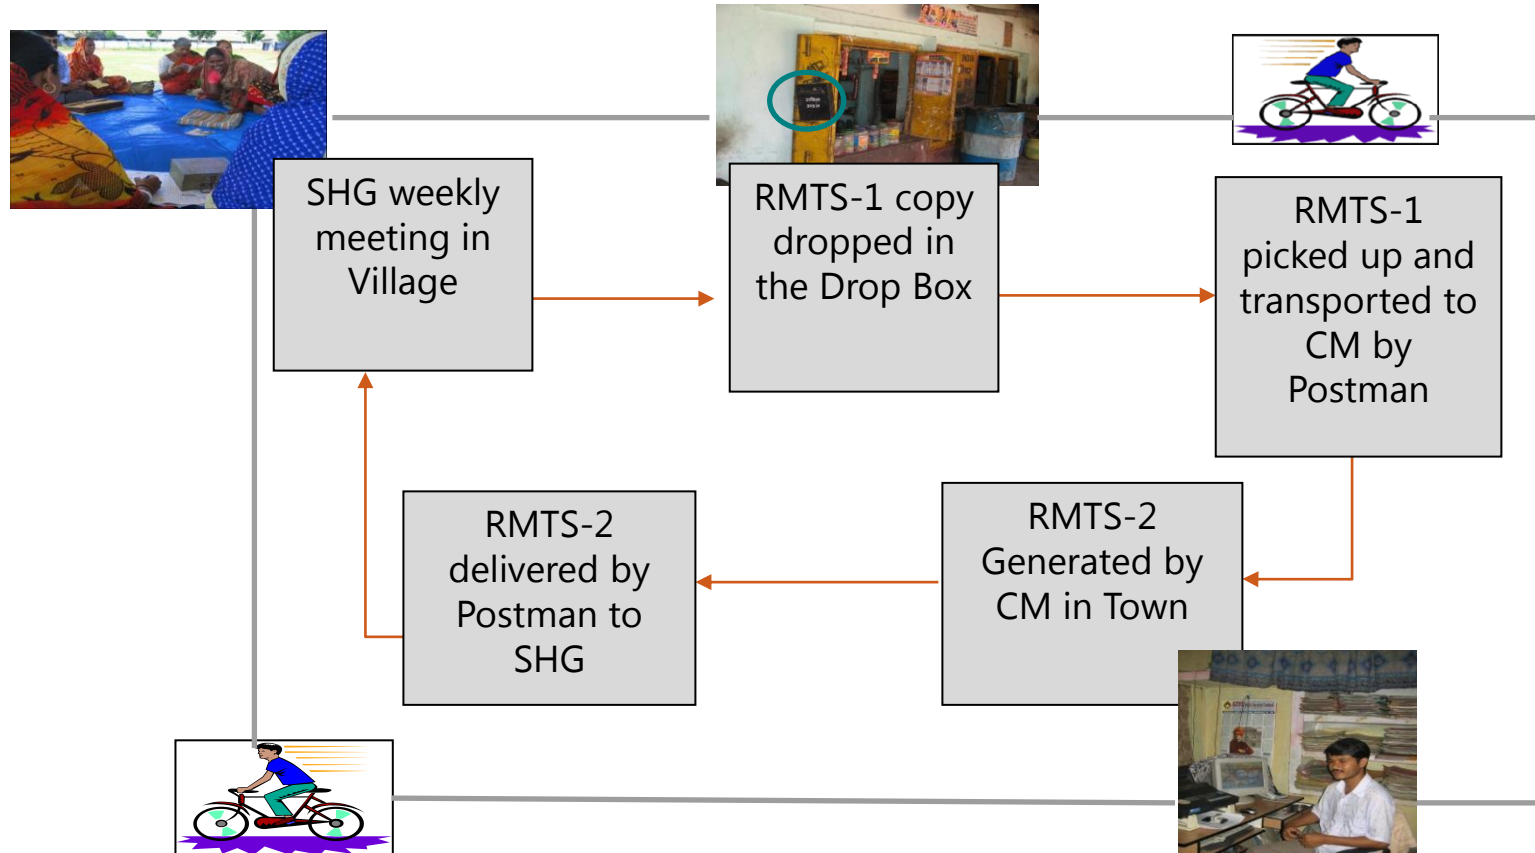 SHG weekly
meeting in
Village
RMTS-1 copy
dropped in
the Drop Box
RMTS-1
picked up and
transported to
CM by
Postman
RMTS-2
delivered by
Postman to
SHG
RMTS-2
Generated by
CM in Town